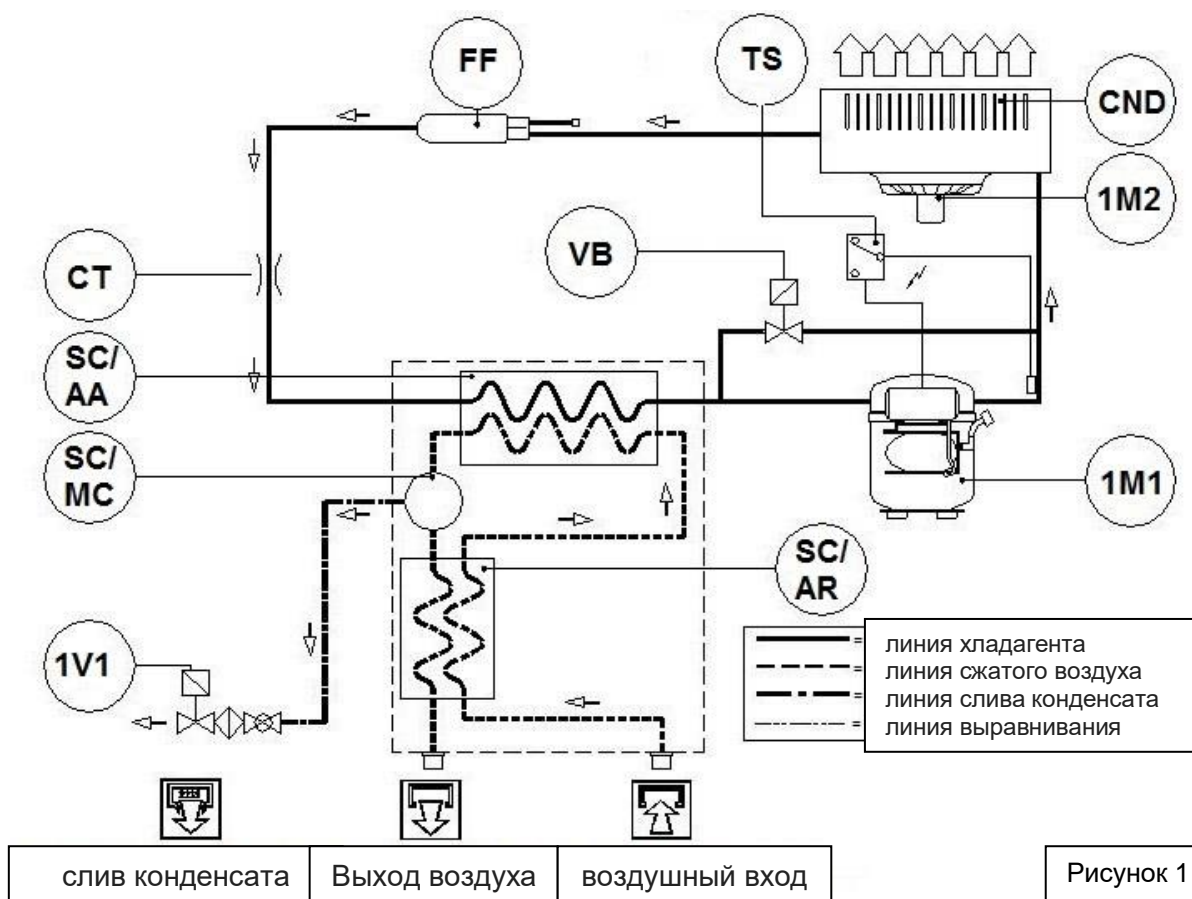 FF
TS
CND
1M2
VB
CT
SC/
AA
SC/
MC
1M1
SC/
AR
1V1
= линия хладагента
= линия сжатого воздуха
= линия слива конденсата
= линия выравнивания
слив конденсата
Выход воздуха
воздушный вход
Рисунок 1